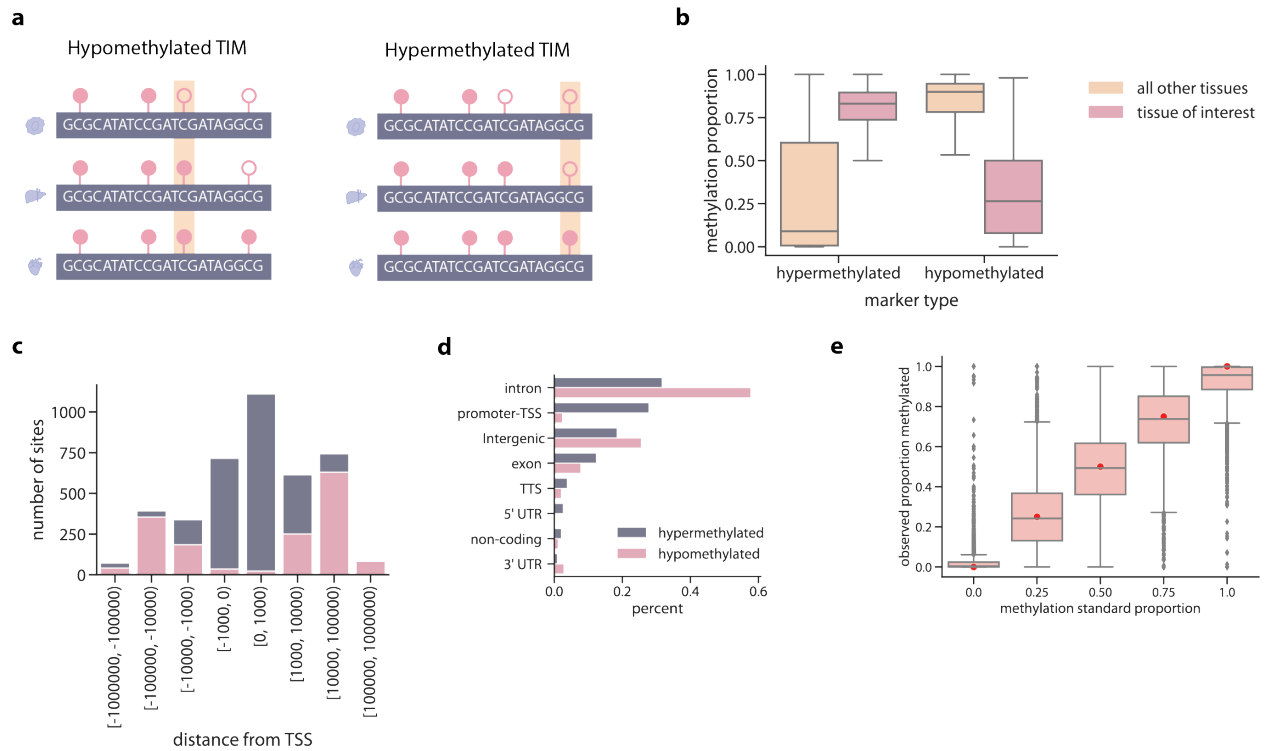 a
Hypomethylated TIM
Hypermethylated TIM
GCGCATATCCGATCGATAGGCG
GCGCATATCCGATCGATAGGCG
GCGCATATCCGATCGATAGGCG
GCGCATATCCGATCGATAGGCG
GCGCATATCCGATCGATAGGCG
GCGCATATCCGATCGATAGGCG
b
methylation proportion
1.00
0.75
0.50
0.25
0.00
hypermethylated
hypomethylated
marker type
all other tissues
tissue of interest
c
number of sites
1000
750
500
250
0
[-1000000, -100000)
[-100000, -10000)
[-10000, -1000)
[-1000, 0)
[0, 1000)
[1000, 10000)
[10000, 100000)
[100000, 1000000)
distance from TSS
d
intron
promoter-TSS
Intergenic
exon
TTS
5' UTR
non-coding
3' UTR
hypermethylated
hypomethylated
0.0
0.2
0.4
0.6
percent
e
observed proportion methylated
1.0
0.8
0.6
0.4
0.2
0.0
0.0
0.25
0.50
0.75
1.0
methylation standard proportion